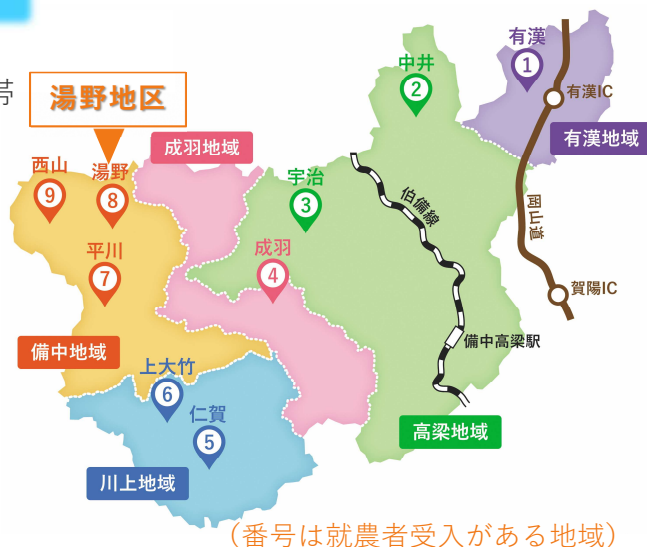 帯
湯野地区
有漢
1
中井
2
有漢IC
有漢地域
成羽地域
西山
9
湯野
8
宇治
3
伯備線
岡山道
平川
7
成羽
4
賀陽IC
備中高梁駅
備中地域
上大竹
6
仁賀
5
高梁地域
川上地域
(番号は就農者受入がある地域)